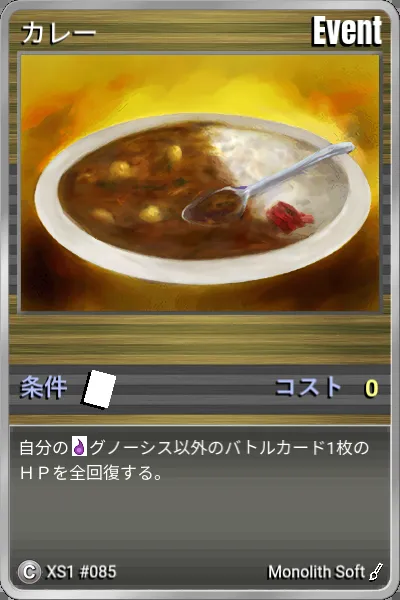 カレー
Event
条件
コスト 0
自分のグノーシス以外のバトルカード1枚の
ＨＰを全回復する。
C XS1 #085
Monolith Soft